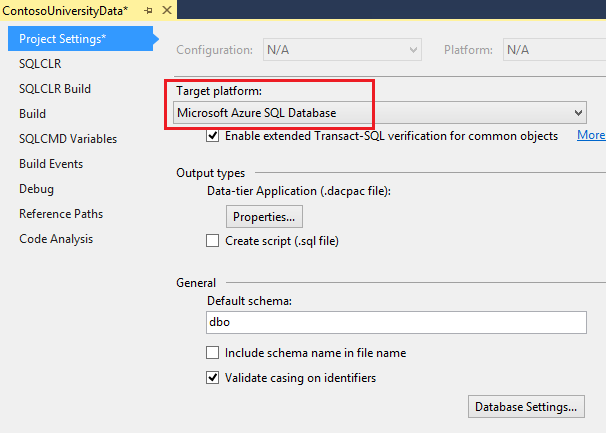 ContosoUniversityData*
Project Settings*
SQLCLR
SQLCLR Build
Build
SQLCMD Variables
Build Events
Debug
Reference Paths
Code Analysis
Configuration: N/A Platform: N/A
Target platform:
Microsoft Azure SQL Database
Enable extended Transact-SQL verification for common objects More
Output types
Data-tier Application (.dacpac file):
Properties...
Create script (.sql file)
General
Default schema:
dbo
Include schema name in file name
Validate casing on identifiers
Database Settings...